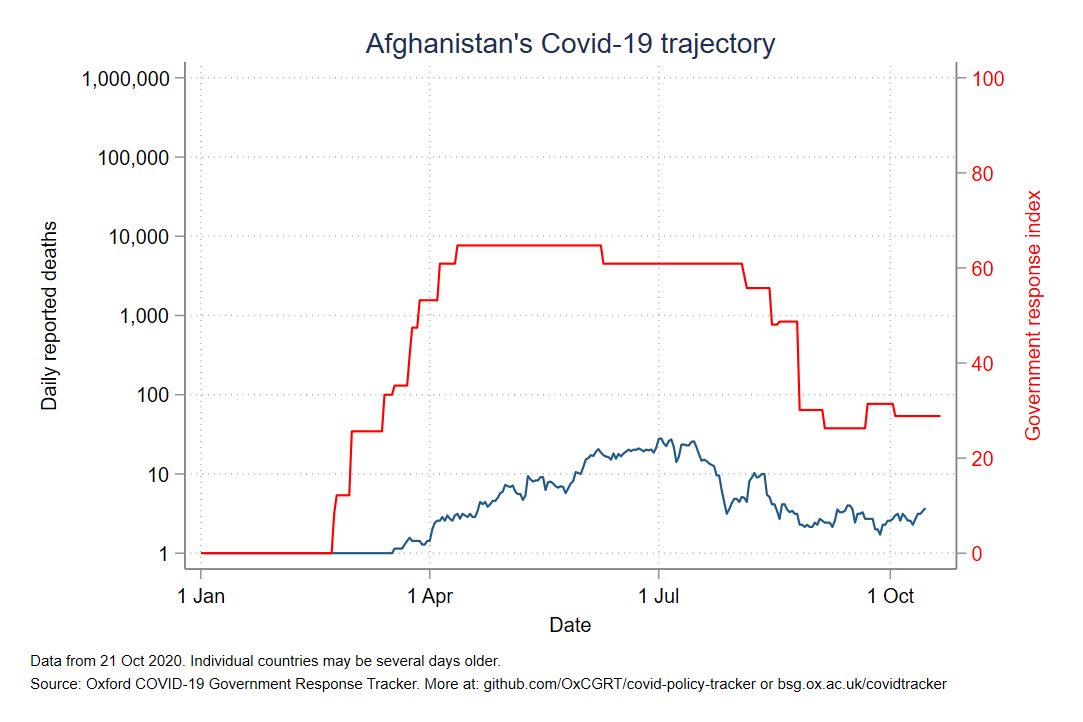 Afghanistan's Covid-19 trajectory
1,000,000
100,000
10,000
1,000
100
10
1
Daily reported deaths
100
80
60
40
20
0
Government response index
1 Jan
1 Apr
1 Jul
1 Oct
Date
Data from 21 Oct 2020. Individual countries may be several days older.
Source: Oxford COVID-19 Government Response Tracker. More at: github.com/OxCGRT/covid-policy-tracker or bsg.ox.ac.uk/covidtracker